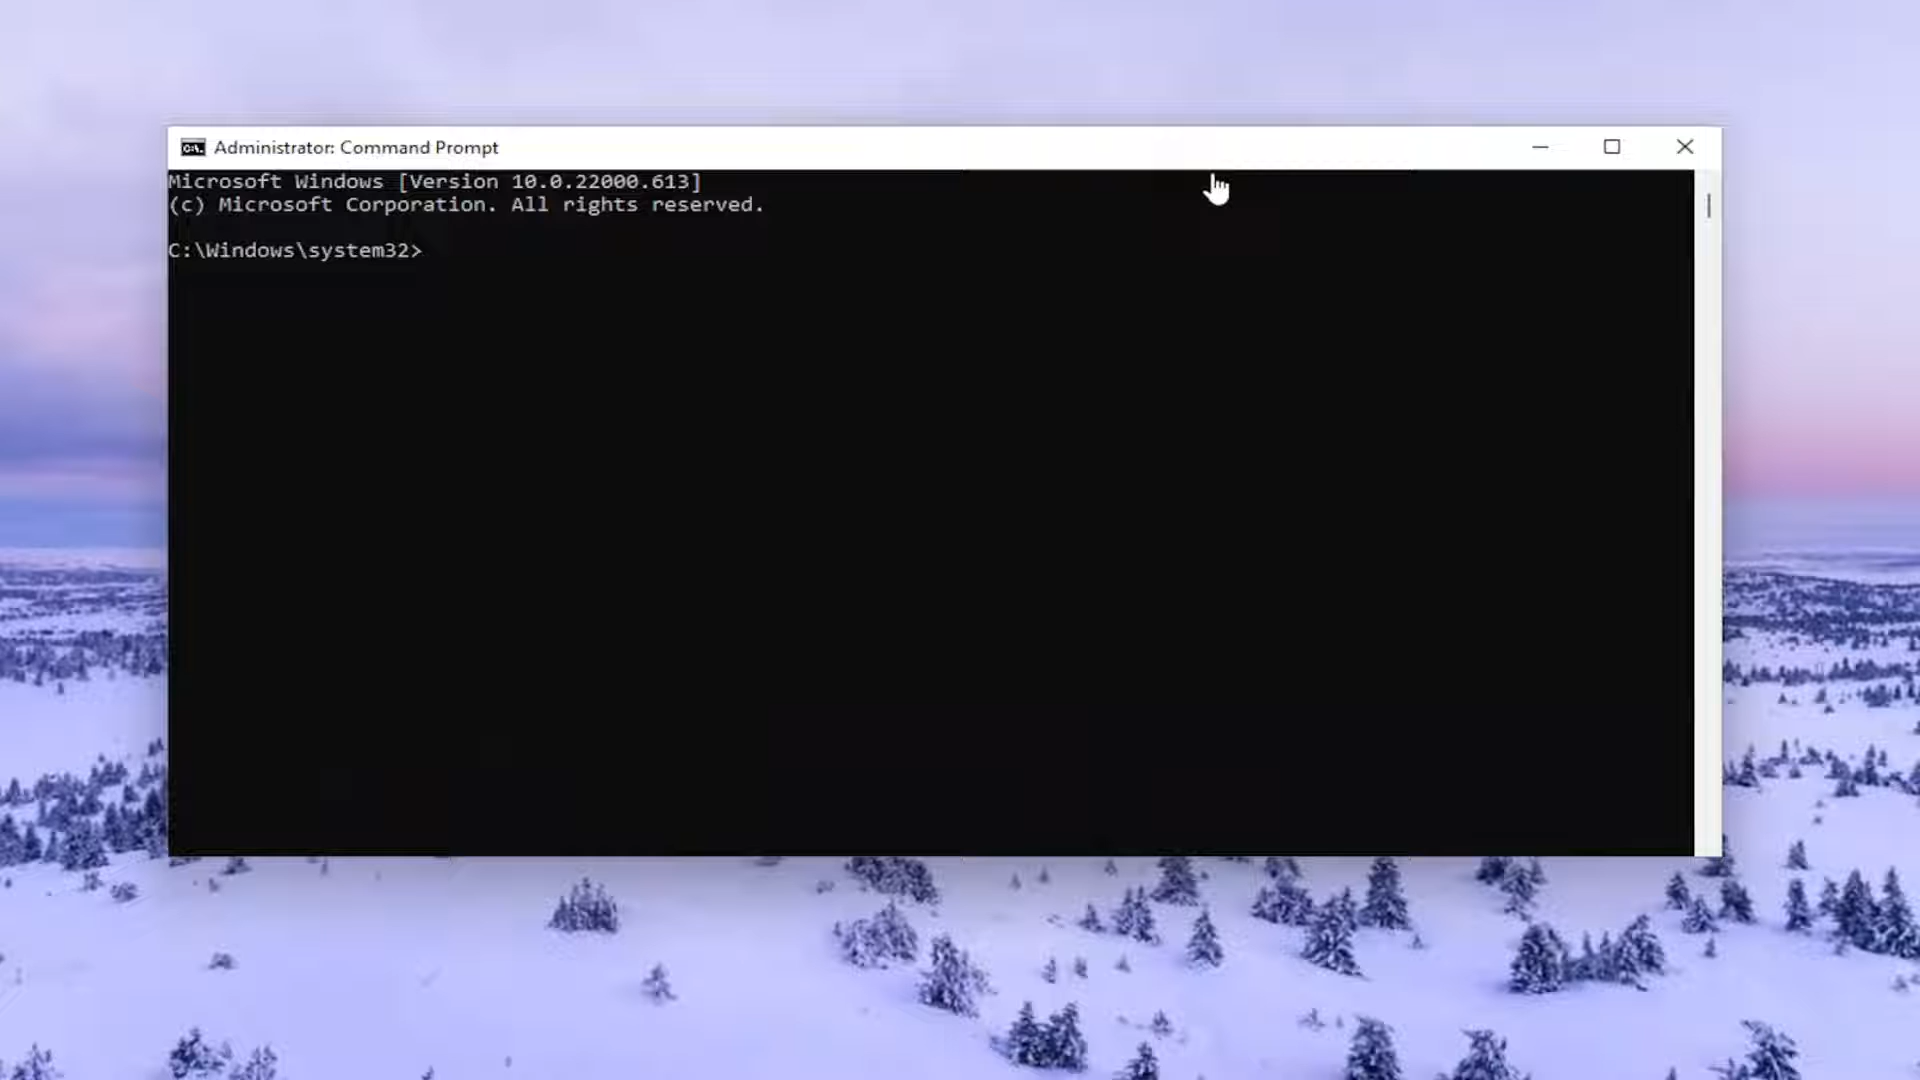 Administrator: Command Prompt
Microsoft Windows [Version 10.0.22000.613]
(c) Microsoft Corporation. All rights reserved.
C:\Windows\system32>